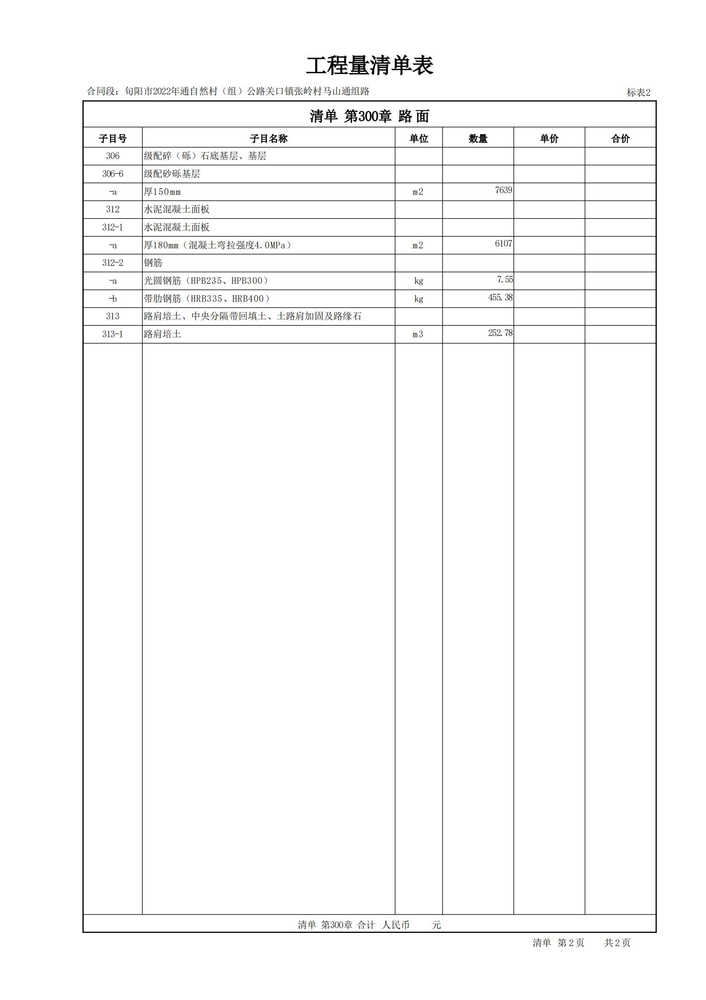 工程量清单表
合同段：旬阳市2022年通自然村（组）公路关口镇张岭村马山通组路 标表2
清单 第300章 路 面
子目号 子目名称 单位 数量 单价 合价
306 级配碎（砾）石底基层、基层
306-6 级配砂砾基层
-a 厚150mm m2 7639
312 水泥混凝土面板
312-1 水泥混凝土面板
-a 厚180mm（混凝土弯拉强度4.0MPa） m2 6107
312-2 钢筋
-a 光圆钢筋（HPB235、HPB300） kg 7.55
-b 带肋钢筋（HRB335、HRB400） kg 455.38
313 路肩培土、中央分隔带回填土、土路肩加固及路缘石
313-1 路肩培土 m3 252.78
清单 第300章 合计 人民币 元
清单 第2页 共2页